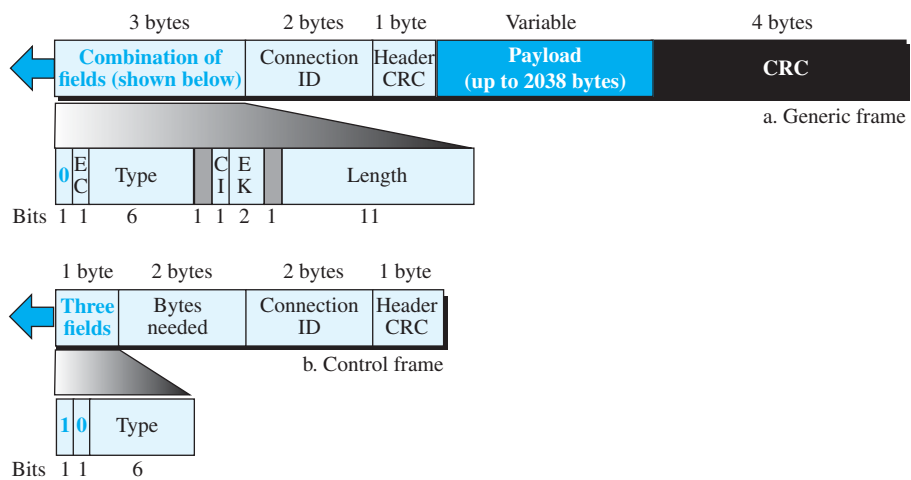 3 bytes 2 bytes 1 byte Variable 4 bytes
Combination of fields (shown below) Connection ID Header CRC Payload (up to 2038 bytes) CRC
a. Generic frame
0 EC Type CI EK Length
Bits 1 1 6 1 1 2 1 11
1 byte 2 bytes 2 bytes 1 byte
Three fields Bytes needed Connection ID Header CRC
b. Control frame
1 0 Type
Bits 1 1 6